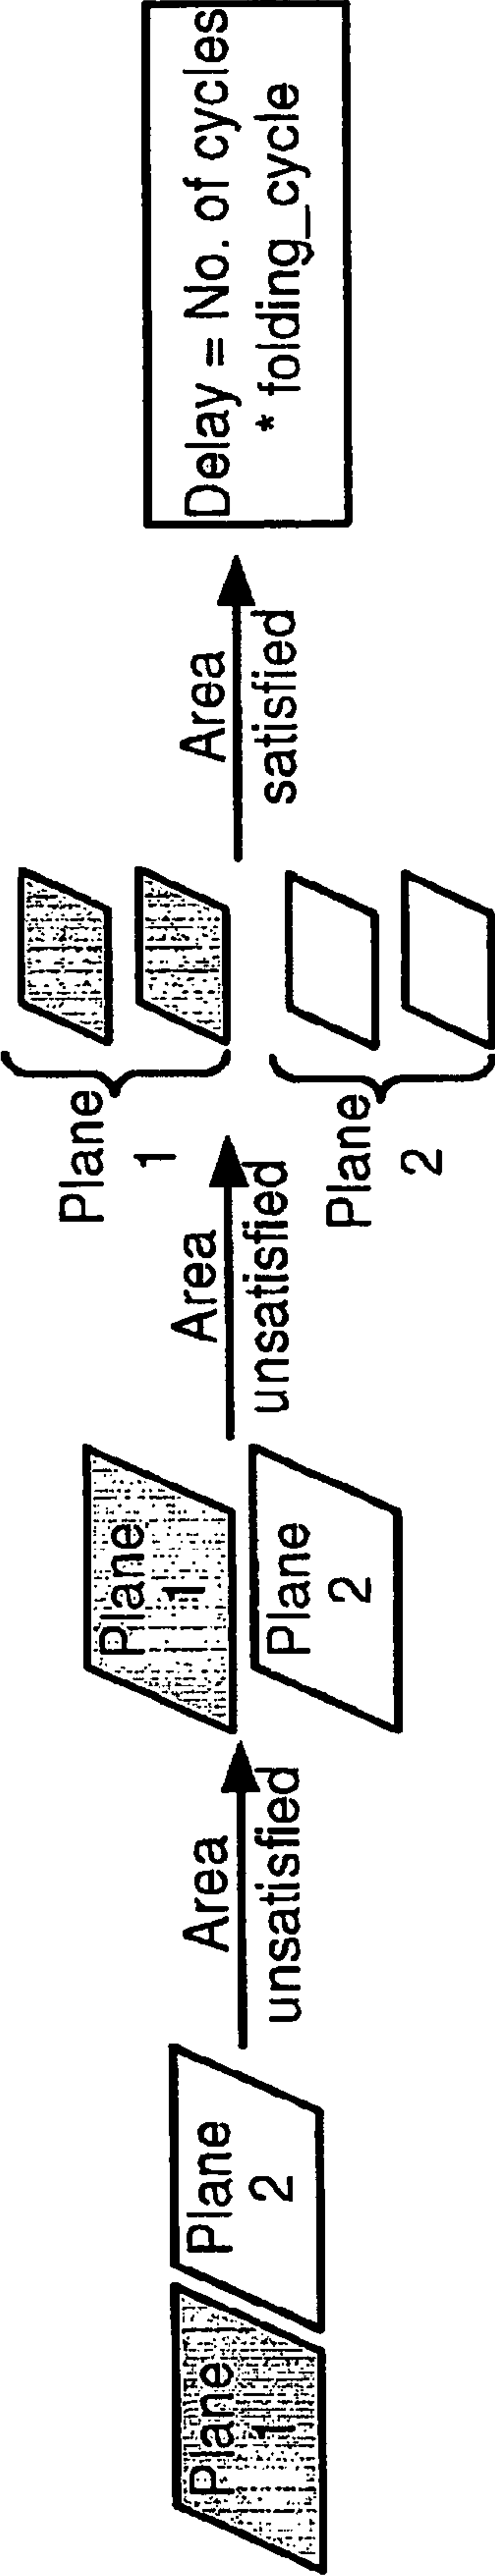 Plane
1
Plane
2
Area
unsatisfied
Plane
1
Plane
2
Area
unsatisfied
Plane
1
Plane
2
Area
satisfied
Delay = No. of cycles
* folding_cycle